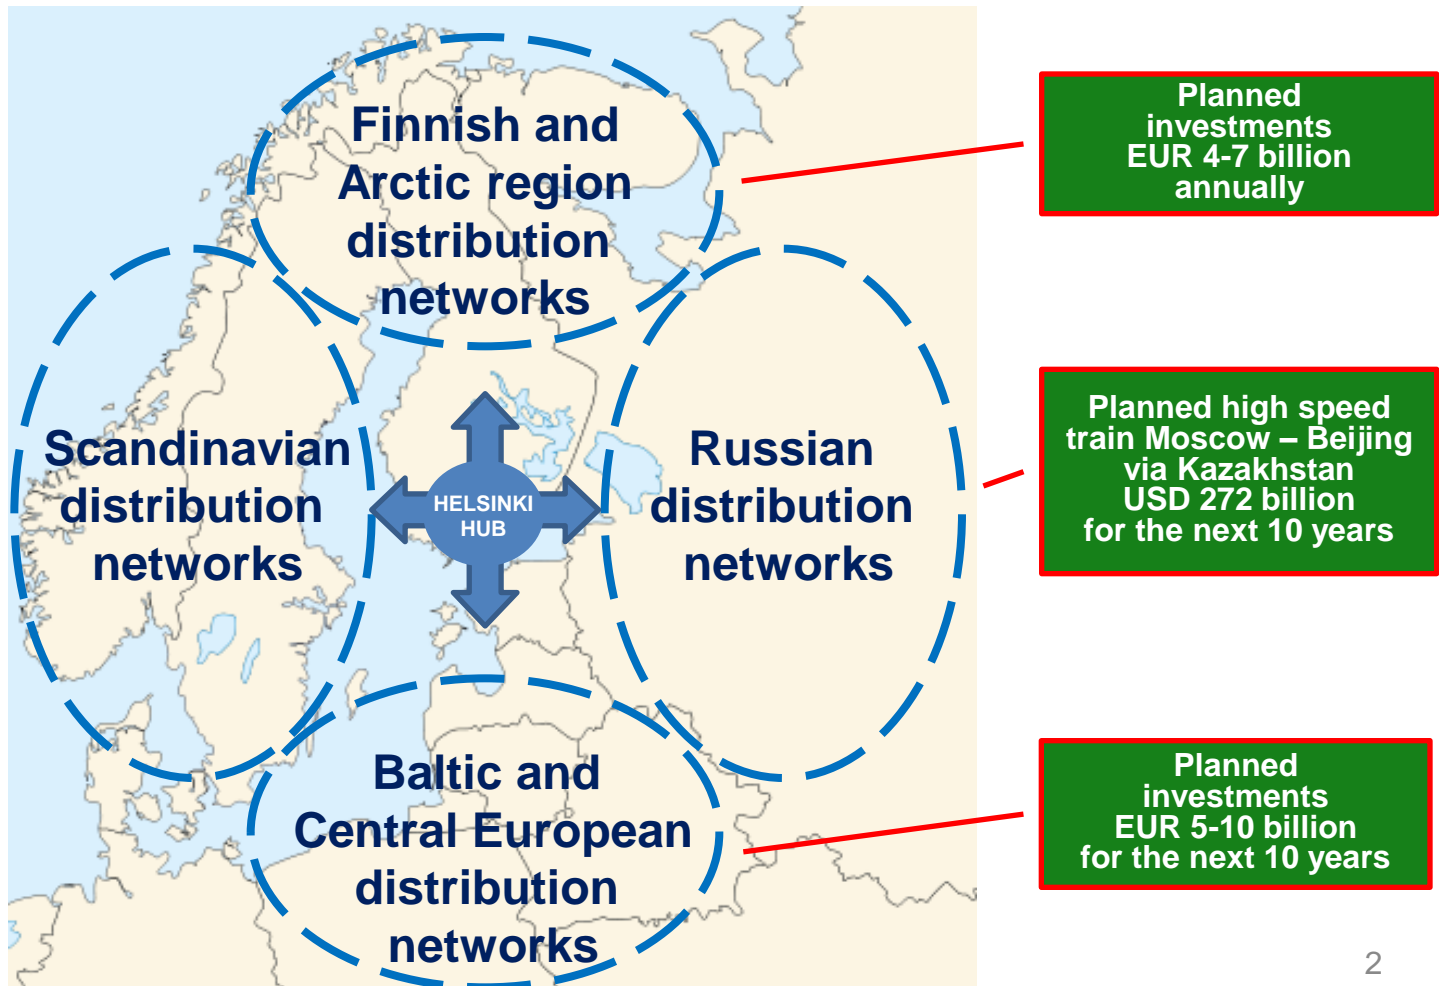 Finnish and
Arctic region
distribution
networks
Planned
investments
EUR 4-7 billion
annually
Scandinavian
distribution
networks
HELSINKI
HUB
Russian
distribution
networks
Planned high speed
train Moscow – Beijing
via Kazakhstan
USD 272 billion
for the next 10 years
Baltic and
Central European
distribution
networks
Planned
investments
EUR 5-10 billion
for the next 10 years
2